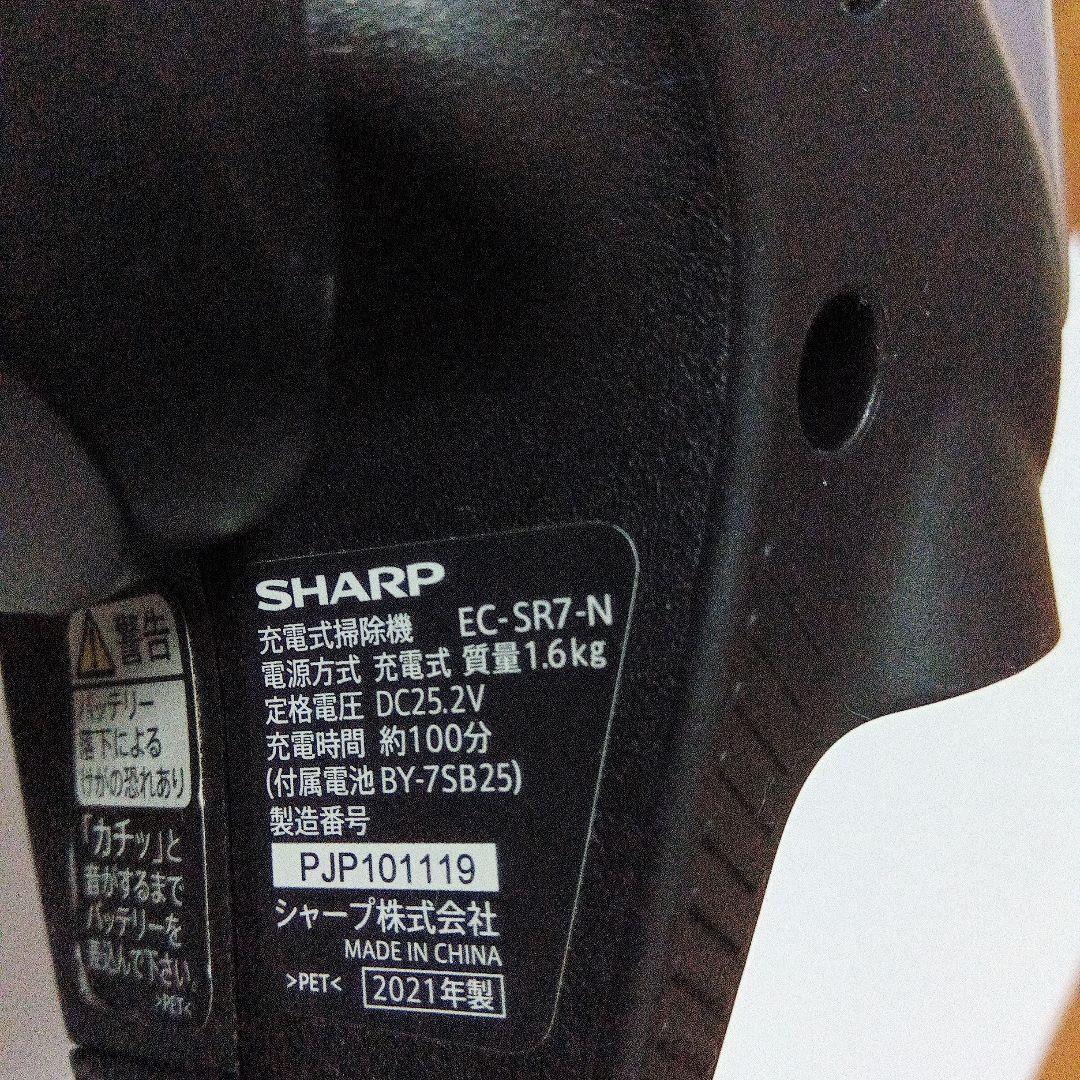 警告
バッテリー
落下による
けがの恐れあり
「カチッ」と
音がするまで
バッテリーを
差込んで下さい。
>PET<
SHARP
充電式掃除機 EC-SR7-N
電源方式 充電式 質量1.6kg
定格電圧 DC25.2V
充電時間 約100分
(付属電池 BY-7SB25)
製造番号
PJP101119
シャープ株式会社
MADE IN CHINA
>PET< 2021年製